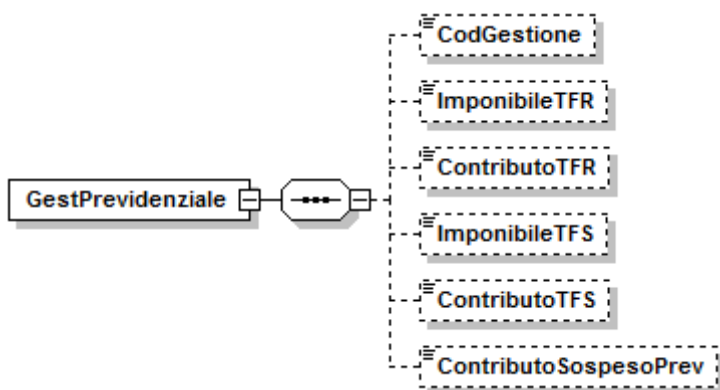 CodGestione
ImponibileTFR
ContributoTFR
GestPrevidenziale
ImponibileTFS
ContributoTFS
ContributoSospesoPrev